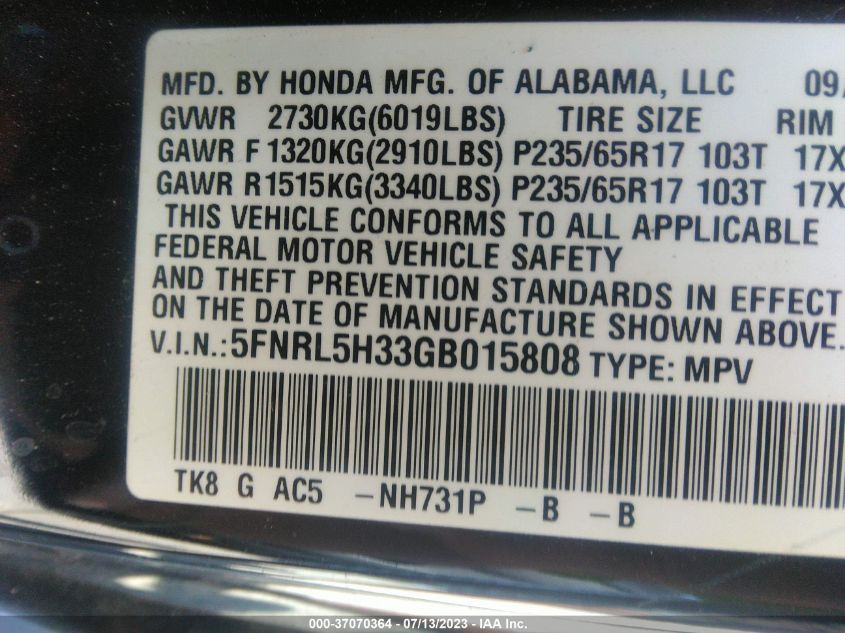 MFD. BY HONDA MFG. OF ALABAMA, LLC 09/
GVWR 2730KG(6019LBS) TIRE SIZE RIM
GAWR F 1320KG(2910LBS) P235/65R17 103T 17X
GAWR R1515KG(3340LBS) P235/65R17 103T 17X
THIS VEHICLE CONFORMS TO ALL APPLICABLE
FEDERAL MOTOR VEHICLE SAFETY
AND THEFT PREVENTION STANDARDS IN EFFECT
ON THE DATE OF MANUFACTURE SHOWN ABOVE.
V.I.N.:5FNRL5H33GB015808 TYPE: MPV
TK8 G AC5 -NH731P -B -B
000-37070364 - 07/13/2023 - IAA Inc.